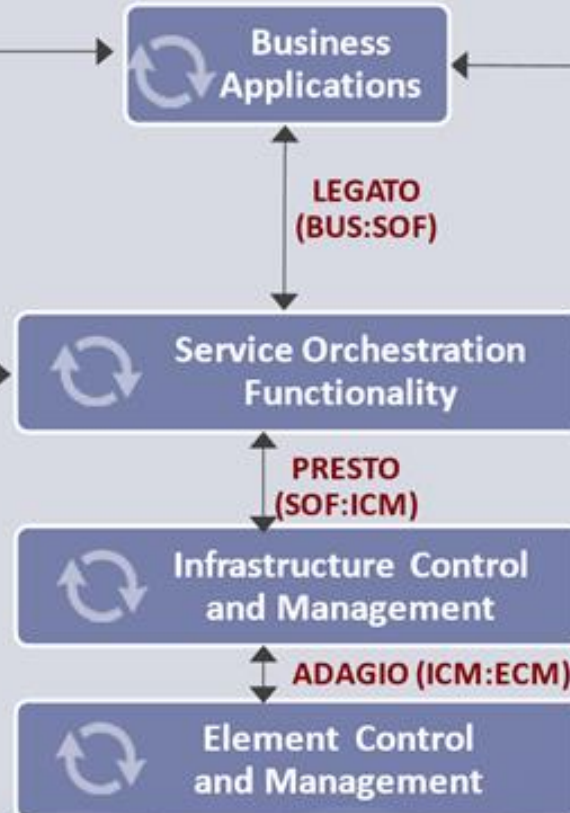 Business
Applications
LEGATO
(BUS:SOF)
Service Orchestration
Functionality
PRESTO
(SOF:ICM)
Infrastructure Control
and Management
ADAGIO (ICM:ECM)
Element Control
and Management